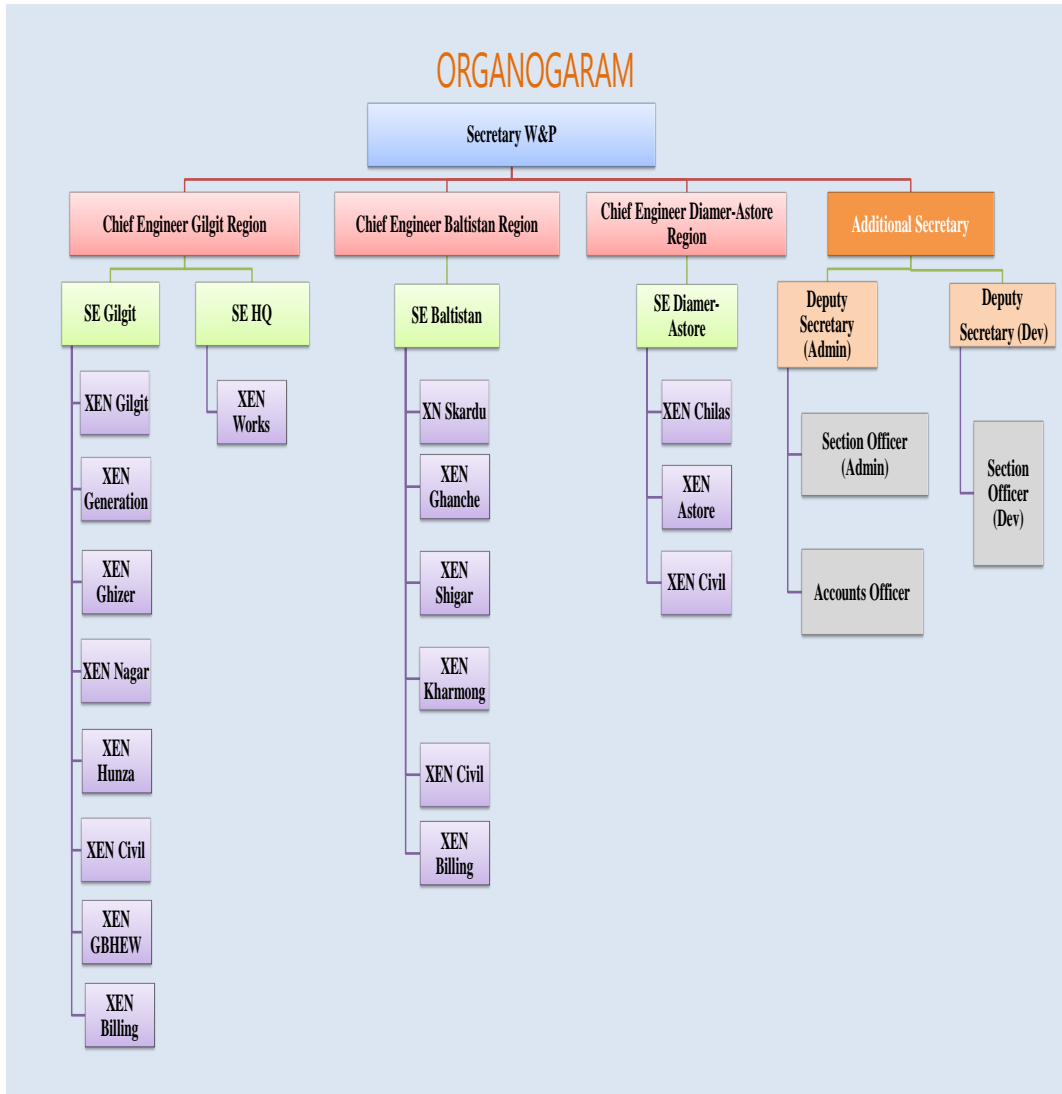 ORGANOGARAM
Secretary W&P
Chief Engineer Gilgit Region
Chief Engineer Baltistan Region
Chief Engineer Diamer-Astore
Region
Additional Secretary
SE Gilgit
SE HQ
SE Baltistan
SE Diamer-
Astore
Deputy
Secretary
(Admin)
Deputy
Secretary (Dev)
XEN Gilgit
XEN
Generation
XEN
Ghizer
XEN Nagar
XEN
Hunza
XEN Civil
XEN
GBHEW
XEN
Billing
XEN
Works
XN Skardu
XEN
Ghanche
XEN
Shigar
XEN
Kharmong
XEN Civil
XEN
Billing
XEN Chilas
XEN
Astore
XEN Civil
Section Officer
(Admin)
Accounts Officer
Section
Officer
(Dev)